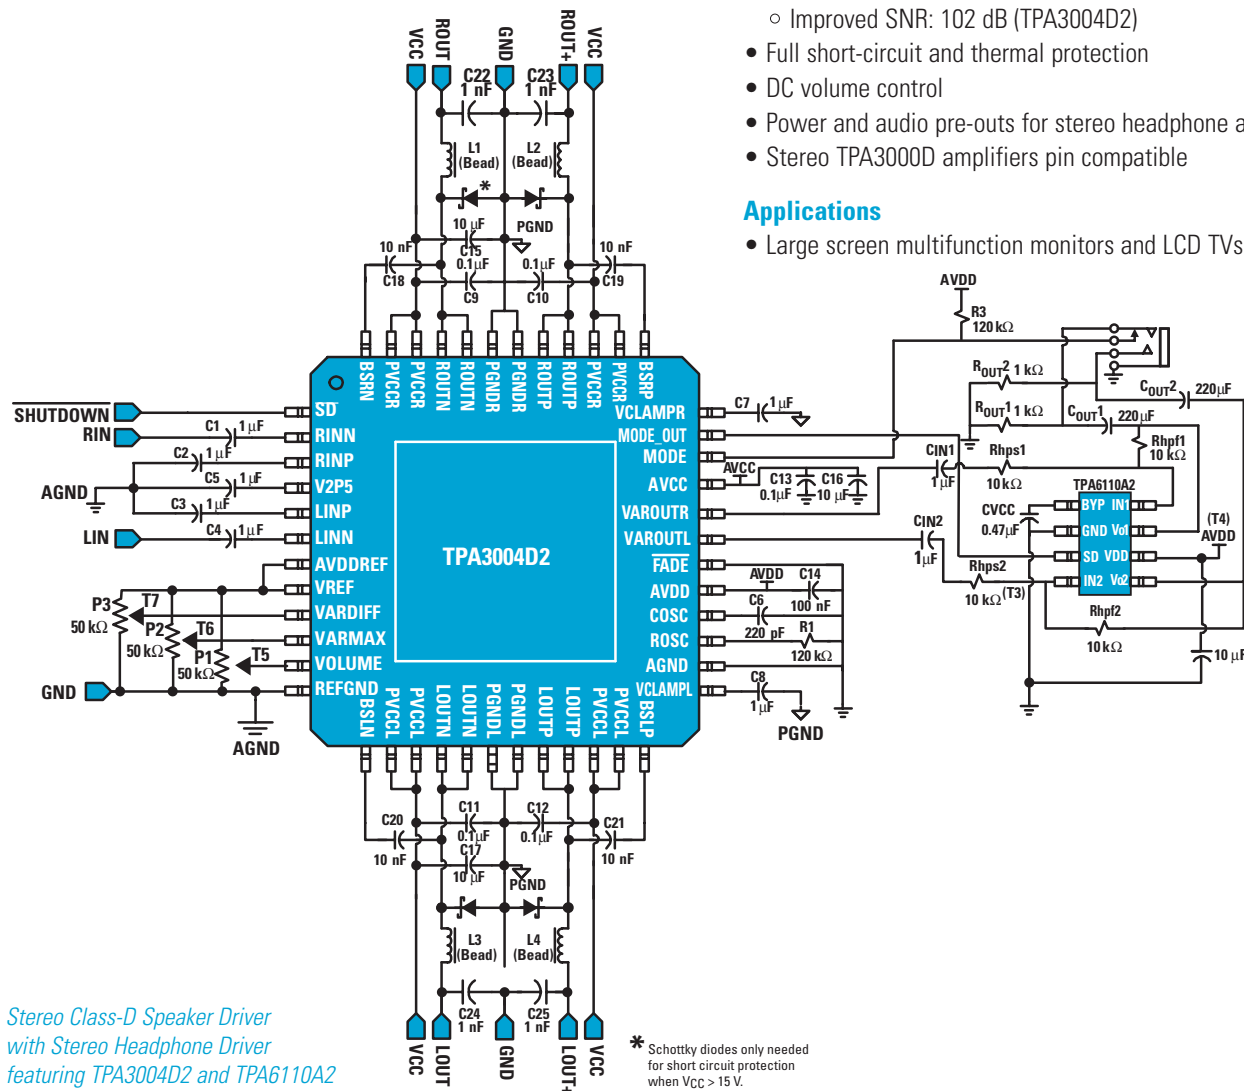 ○ Improved SNR: 102 dB (TPA3004D2)
• Full short-circuit and thermal protection
• DC volume control
• Power and audio pre-outs for stereo headphone a
• Stereo TPA3000D amplifiers pin compatible
Applications
• Large screen multifunction monitors and LCD TVs
VCC
ROUT
GND
ROUT+
VCC
C22
1 nF
C23
1 nF
L1
(Bead)
L2
(Bead)
*
PGND
10 µF
C15
10 nF
C18
0.1µF
C9
0.1µF
C10
10 nF
C19
BSRN
PVCCR
PVCCR
ROUTN
ROUTN
PGNDR
PGNDR
ROUTP
ROUTP
PVCCR
PVCCR
BSRP
SHUTDOWN
RIN
C1
1 µF
C2
1 µF
AGND
C5
1 µF
C3
1 µF
LIN
C4
1 µF
P3
50 kΩ
T7
P2
50 kΩ
T6
P1
50 kΩ
T5
GND
AGND
SD
RINN
RINP
V2P5
LINP
LINN
AVDDREF
VREF
VARDIFF
VARMAX
VOLUME
REFGND
TPA3004D2
VCLAMPR
MODE_OUT
MODE
AVCC
VAROUTR
VAROUTL
FADE
AVDD
COSC
ROSC
AGND
VCLAMPL
BSLN
PVCCL
PVCCL
LOUTN
LOUTN
PGNDL
PGNDL
LOUTP
LOUTP
PVCCL
PVCCL
BSLP
C7
1 µF
AVCC
C13
0.1µF
C16
10 µF
AVDD
C14
100 nF
C6
220 pF
R1
120 kΩ
C8
1µF
PGND
AVDD
R3
120 kΩ
ROUT2 1 kΩ
ROUT1 1 kΩ
COUT2
220µF
COUT1
220µF
Rhpf1
10 kΩ
CIN1
1µF
Rhps1
10 kΩ
TPA6110A2
BYP IN1
GND Vo1
SD VDD
IN2 Vo2
CVCC
0.47µF
(T4)
AVDD
CIN2
1µF
Rhps2
10 kΩ (T3)
Rhpf2
10 kΩ
10 µF
C20
10 nF
C11
0.1µF
C12
0.1µF
C21
10 nF
C17
10 µF
PGND
L3
(Bead)
L4
(Bead)
C24
1 nF
C25
1 nF
VCC
LOUT
GND
LOUT+
VCC
* Schottky diodes only needed
for short circuit protection
when VCC > 15 V.
Stereo Class-D Speaker Driver
with Stereo Headphone Driver
featuring TPA3004D2 and TPA6110A2